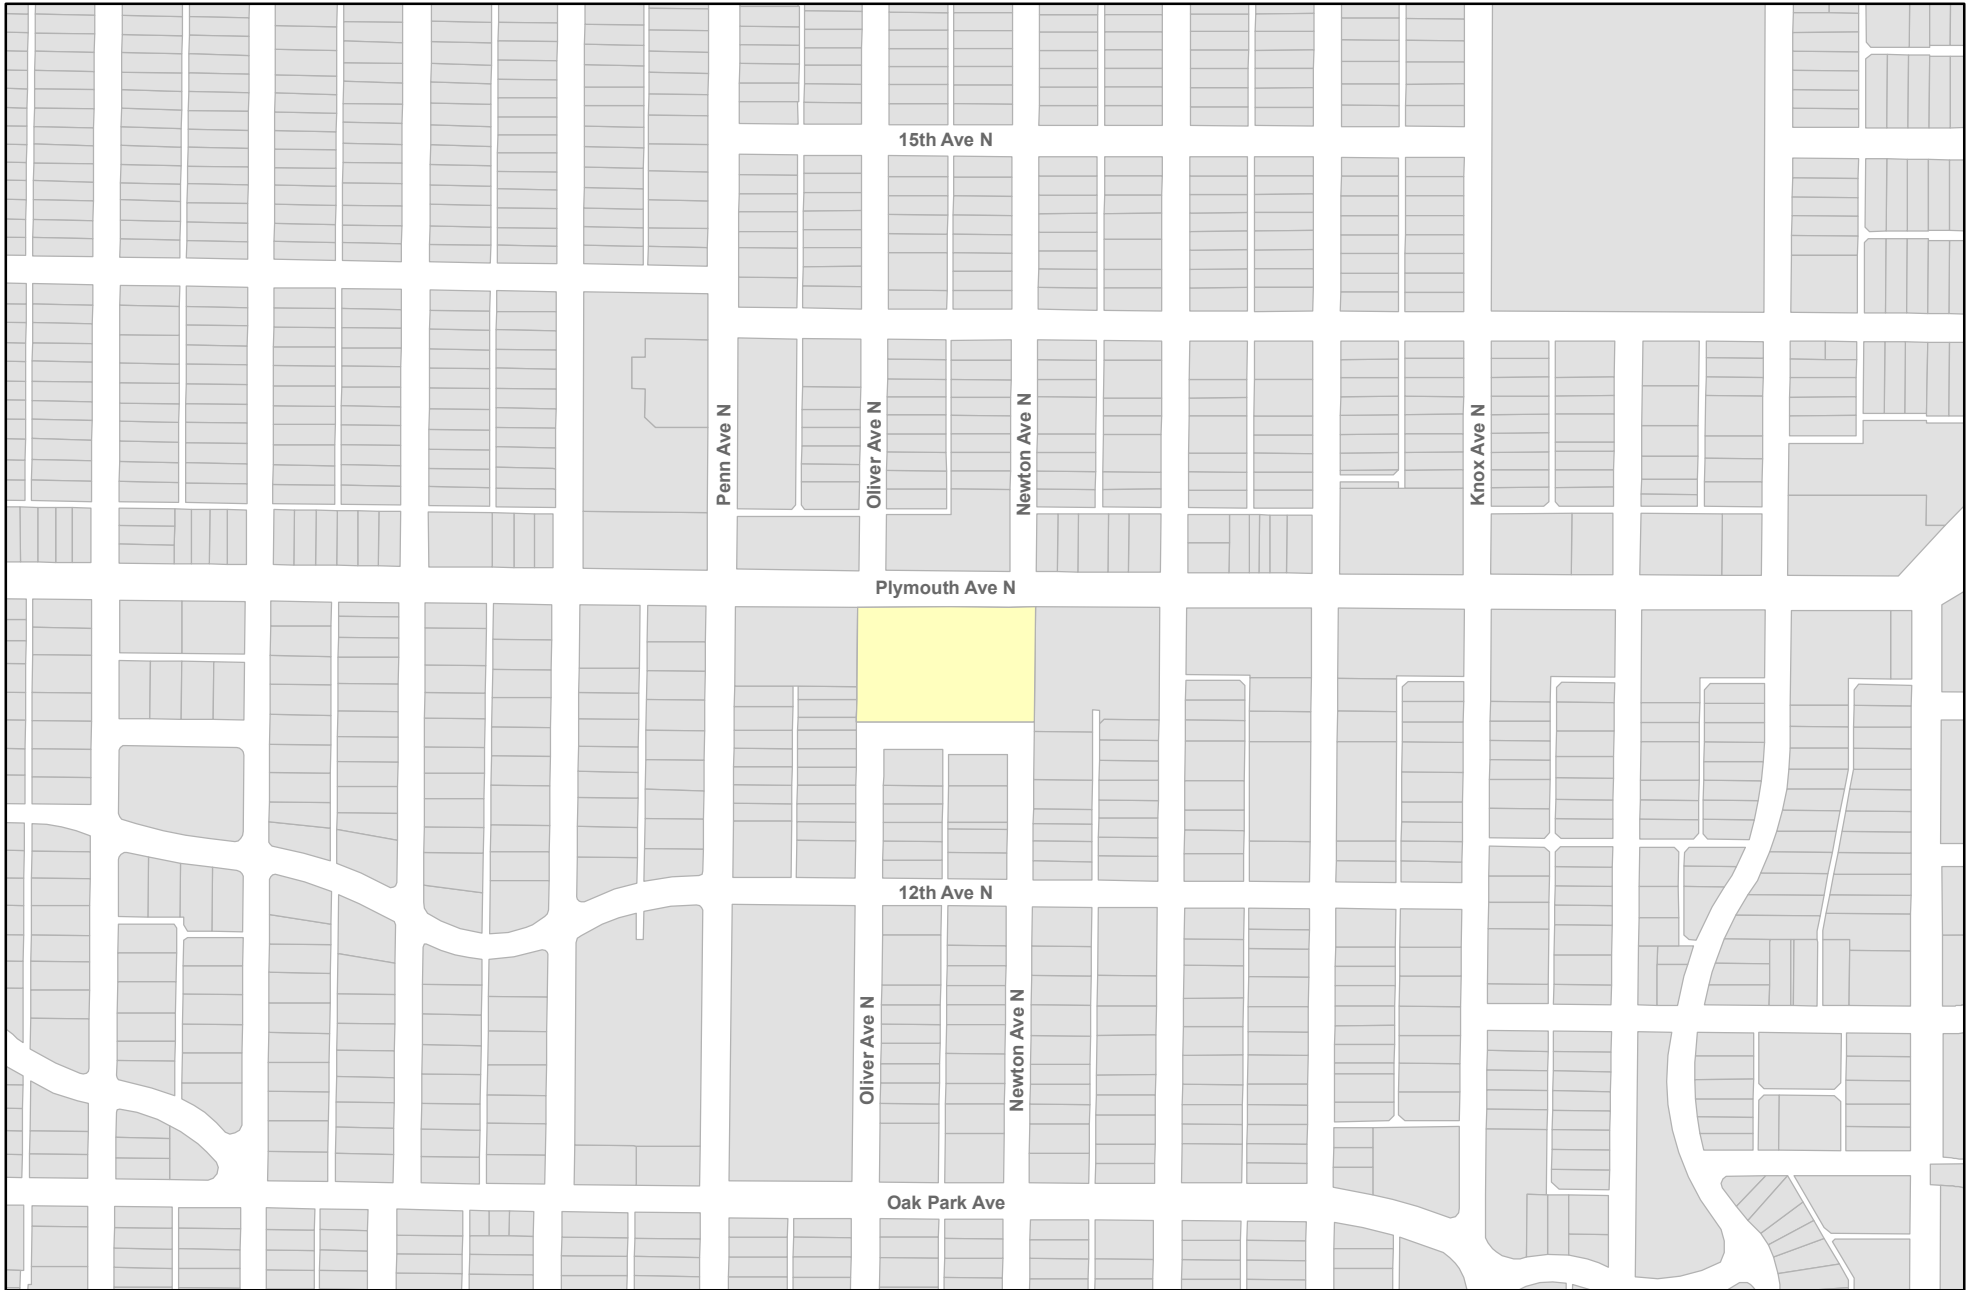 15th Ave N
Penn Ave N
Oliver Ave N
Newton Ave N
Knox Ave N
Plymouth Ave N
12th Ave N
Oliver Ave N
Newton Ave N
Oak Park Ave